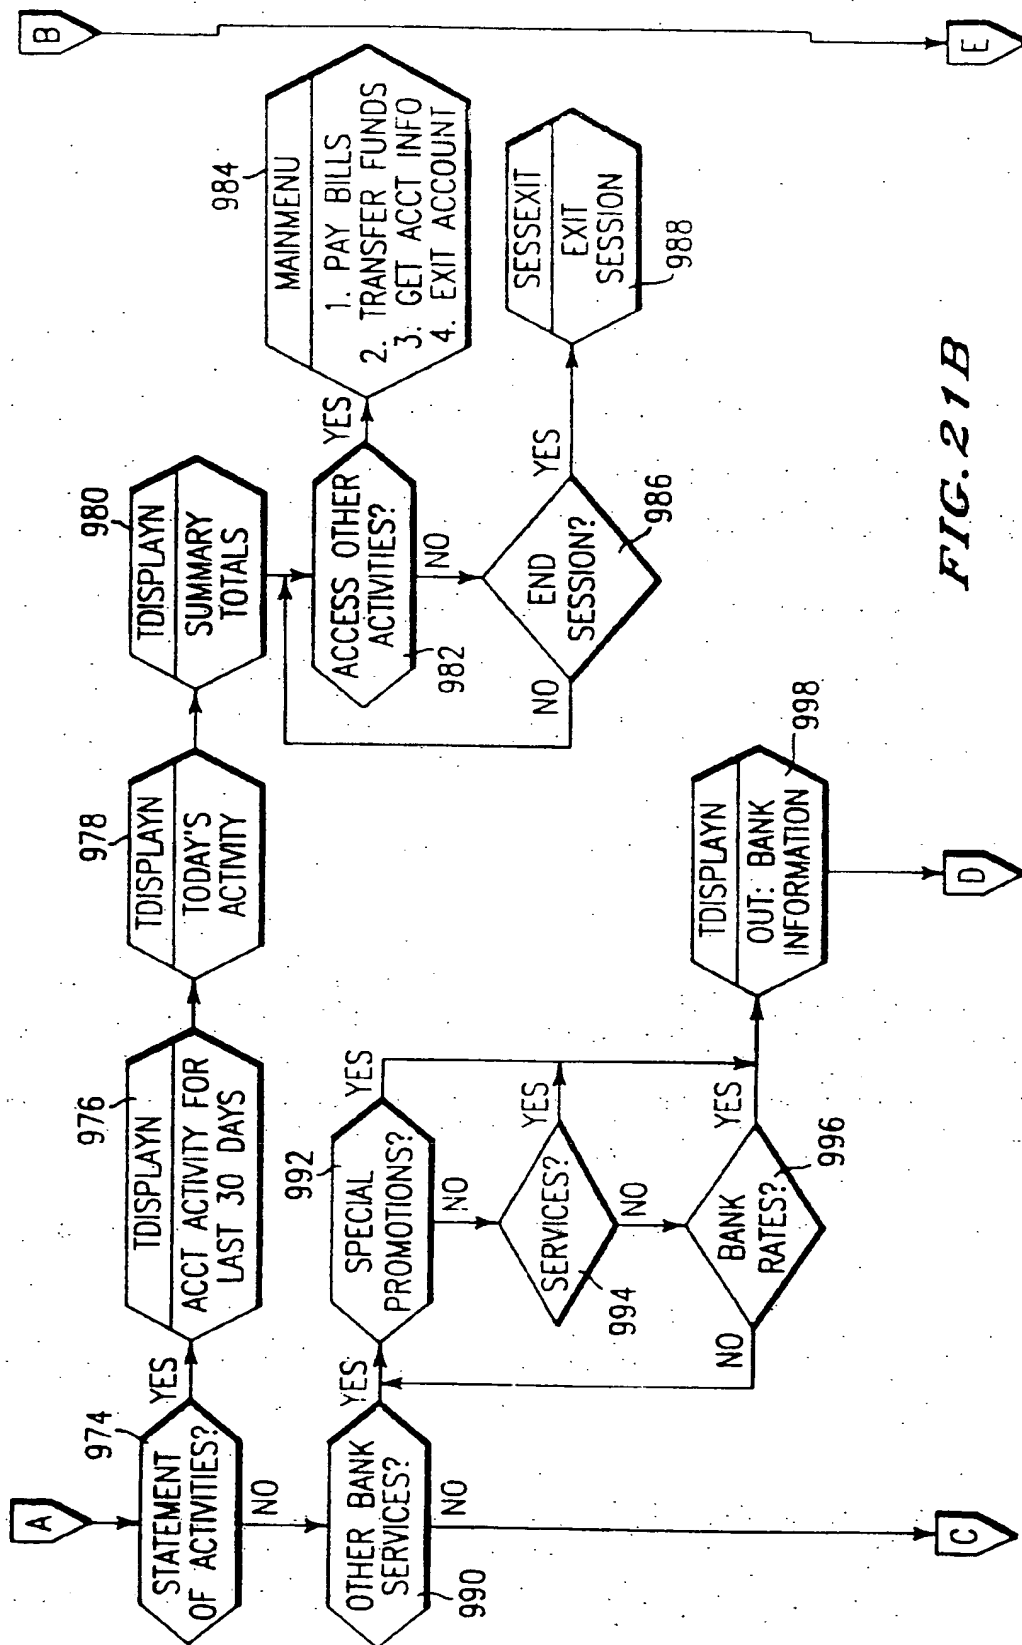 A
974
STATEMENT
OF ACTIVITIES?
YES
NO
976
TDISPLAYN
ACCT ACTIVITY FOR
LAST 30 DAYS
978
TDISPLAYN
TODAY'S
ACTIVITY
980
TDISPLAYN
SUMMARY
TOTALS
ACCESS OTHER
ACTIVITIES?
982
YES
NO
984
MAINMENU
1. PAY BILLS
2. TRANSFER FUNDS
3. GET ACCT INFO
4. EXIT ACCOUNT
END
SESSION?
986
YES
NO
SESSEXIT
EXIT
SESSION
988
B
E
OTHER BANK
SERVICES?
990
YES
NO
992
SPECIAL
PROMOTIONS?
YES
NO
SERVICES?
994
YES
NO
BANK
RATES?
996
YES
NO
TDISPLAYN
OUT: BANK
INFORMATION
998
C
D
FIG. 21B